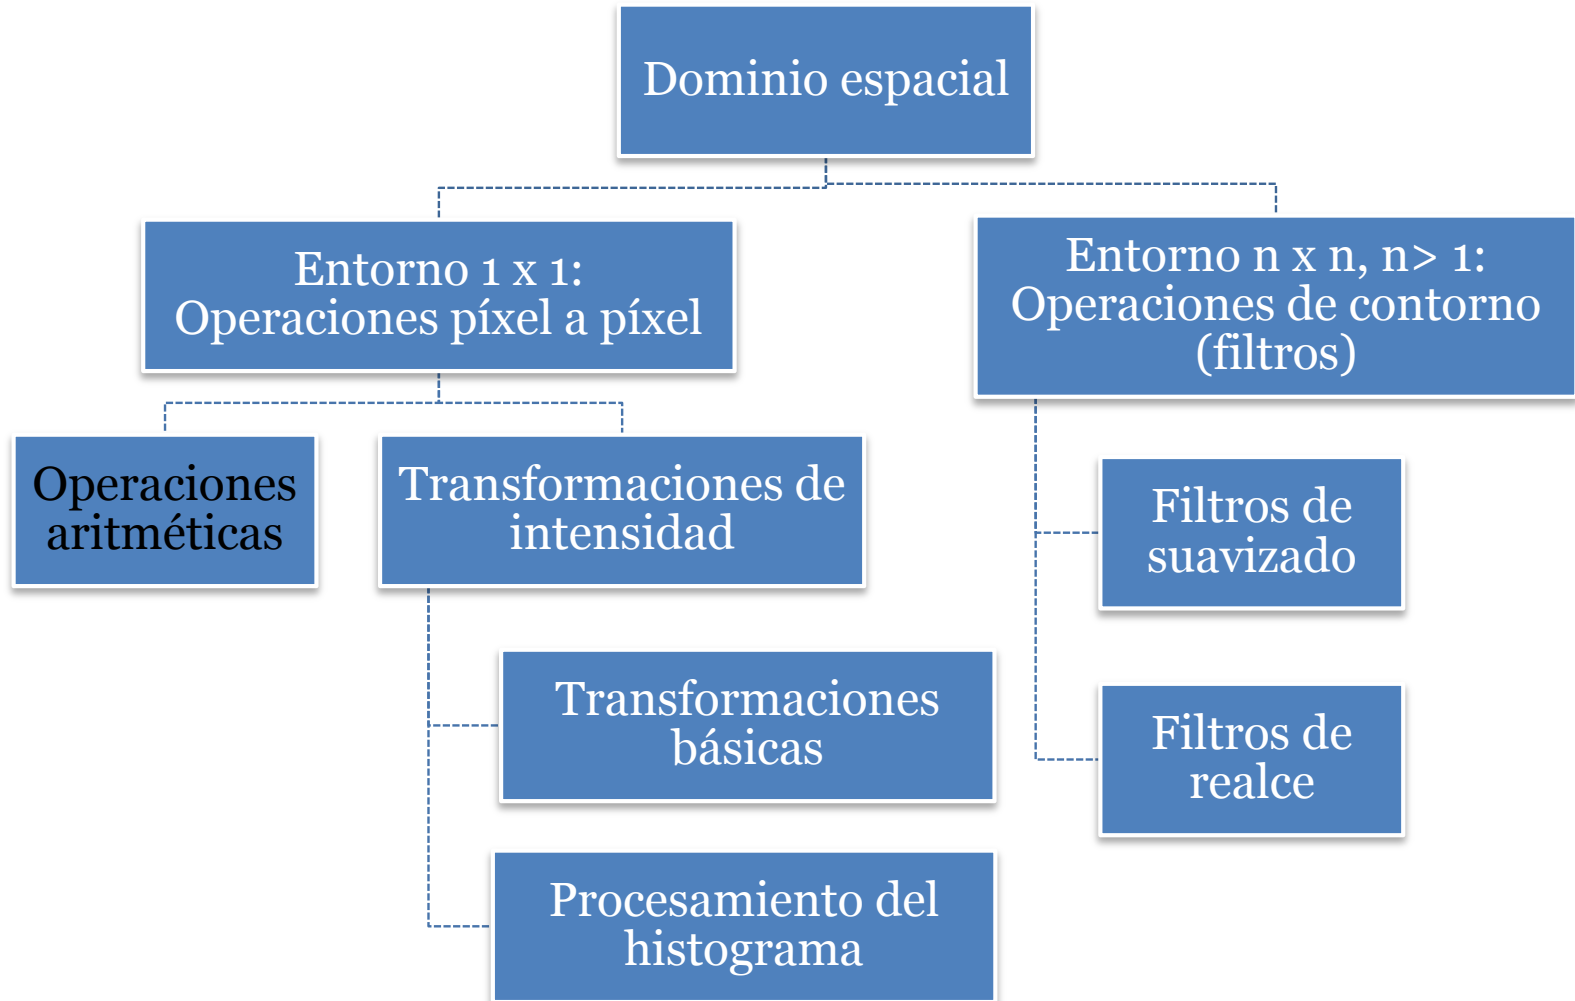 Dominio espacial
Entorno 1 x 1:
Operaciones píxel a píxel
Entorno n x n, n> 1:
Operaciones de contorno
(filtros)
Operaciones
aritméticas
Transformaciones de
intensidad
Filtros de
suavizado
Transformaciones
básicas
Filtros de
realce
Procesamiento del
histograma